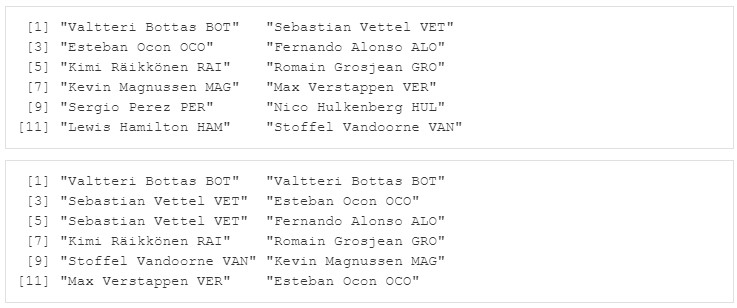 [1] "Valtteri Bottas BOT" "Sebastian Vettel VET"
[3] "Esteban Ocon OCO" "Fernando Alonso ALO"
[5] "Kimi Räikkönen RAI" "Romain Grosjean GRO"
[7] "Kevin Magnussen MAG" "Max Verstappen VER"
[9] "Sergio Perez PER" "Nico Hulkenberg HUL"
[11] "Lewis Hamilton HAM" "Stoffel Vandoorne VAN"
[1] "Valtteri Bottas BOT" "Valtteri Bottas BOT"
[3] "Sebastian Vettel VET" "Esteban Ocon OCO"
[5] "Sebastian Vettel VET" "Fernando Alonso ALO"
[7] "Kimi Räikkönen RAI" "Romain Grosjean GRO"
[9] "Stoffel Vandoorne VAN" "Kevin Magnussen MAG"
[11] "Max Verstappen VER" "Esteban Ocon OCO"